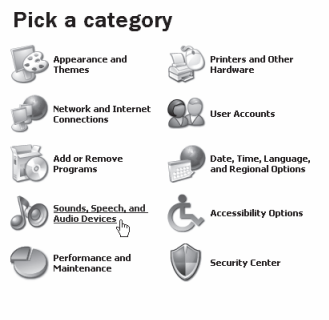 Pick a category
Appearance and
Themes
Printers and Other
Hardware
Network and Internet
Connections
User Accounts
Add or Remove
Programs
Date, Time, Language,
and Regional Options
Sounds, Speech, and
Audio Devices
Accessibility Options
Performance and
Maintenance
Security Center